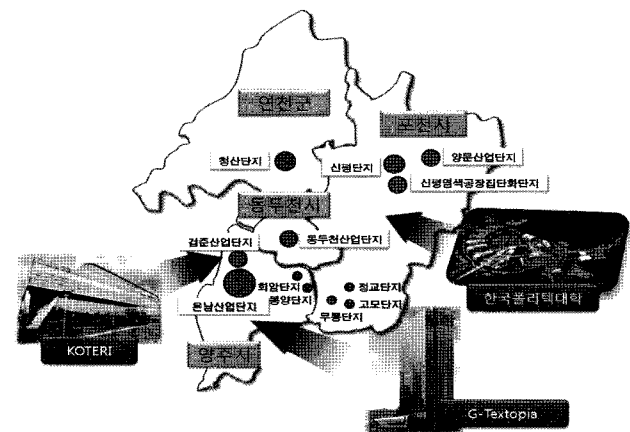 연천군
포천시
청산단지
신평단지
양문산업단지
신평염색공장집단화단지
동두천시
검준산업단지
동두천산업단지
화암단지
봉양단지
정교단지
고모단지
무봉단지
은남산업단지
양주시
한국폴리텍대학
KOTERI
G-Textopia